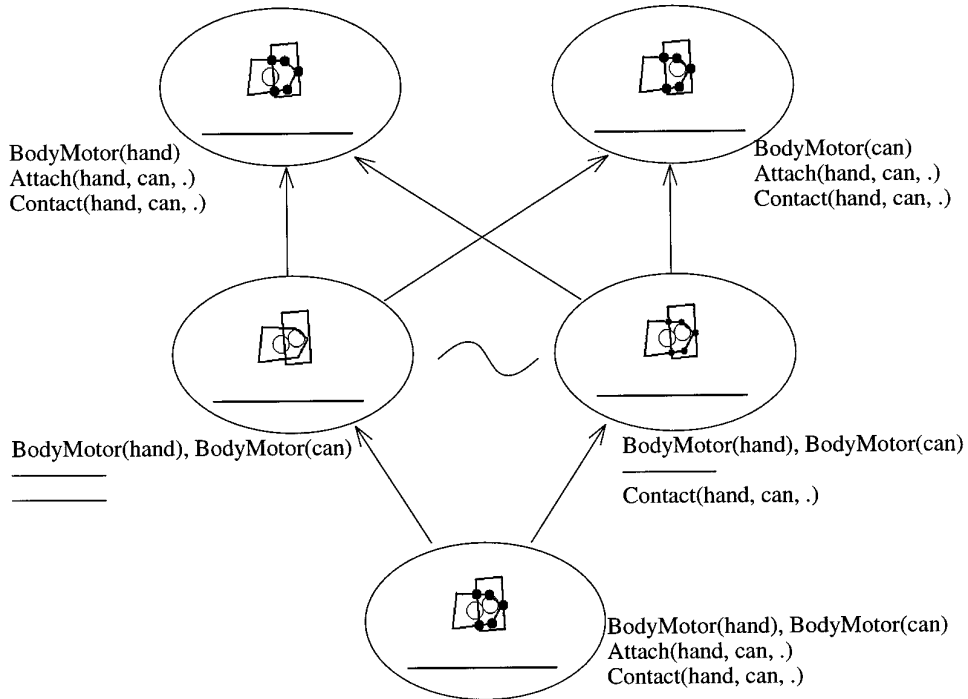 BodyMotor(hand)
Attach(hand, can, .)
Contact(hand, can, .)
BodyMotor(can)
Attach(hand, can, .)
Contact(hand, can, .)
BodyMotor(hand), BodyMotor(can)
BodyMotor(hand), BodyMotor(can)
Contact(hand, can, .)
BodyMotor(hand), BodyMotor(can)
Attach(hand, can, .)
Contact(hand, can, .)